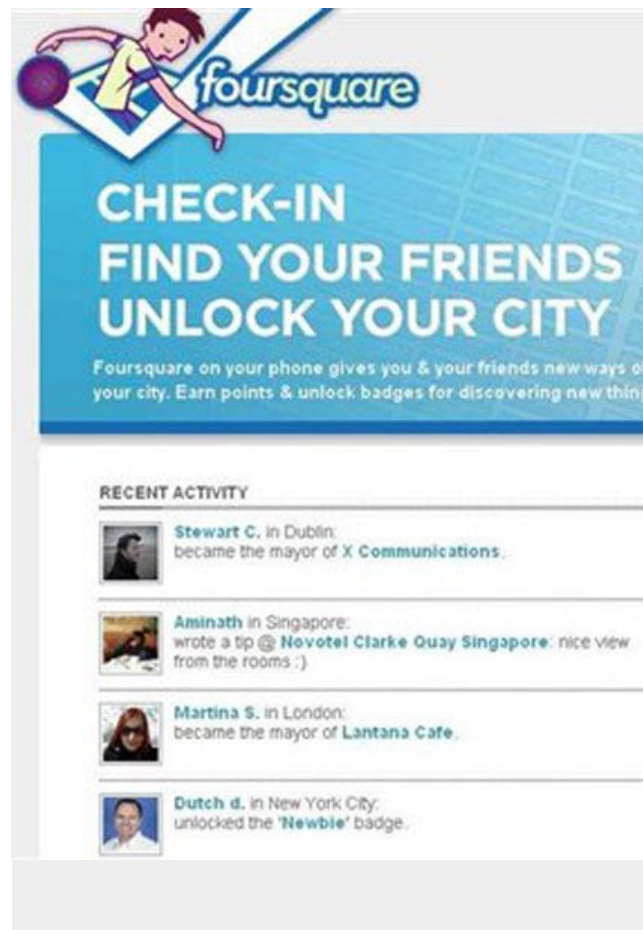 foursquare
CHECK-IN
FIND YOUR FRIENDS
UNLOCK YOUR CITY
Foursquare on your phone gives you & your friends new ways
your city. Earn points & unlock badges for discovering new
RECENT ACTIVITY
Stewart C. in Dublin:
became the mayor of X Communications.
Aminath in Singapore:
wrote a tip @ Novotel Clarke Quay Singapore: nice view
from the rooms :)
Martina S. in London:
became the mayor of Lantana Cafe.
Dutch d. in New York City:
unlocked the 'Newbie' badge.